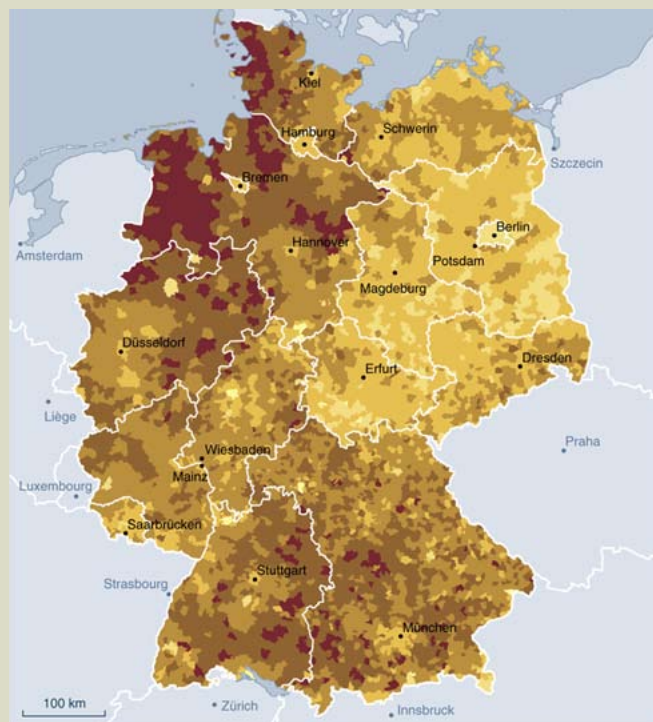 Kiel
Hamburg
Schwerin
Szczecin
Bremen
Berlin
Potsdam
Amsterdam
Hannover
Magdeburg
Düsseldorf
Erfurt
Dresden
Liège
Praha
Wiesbaden
Mainz
Luxembourg
Saarbrücken
Stuttgart
Strasbourg
München
100 km
Zürich
Innsbruck